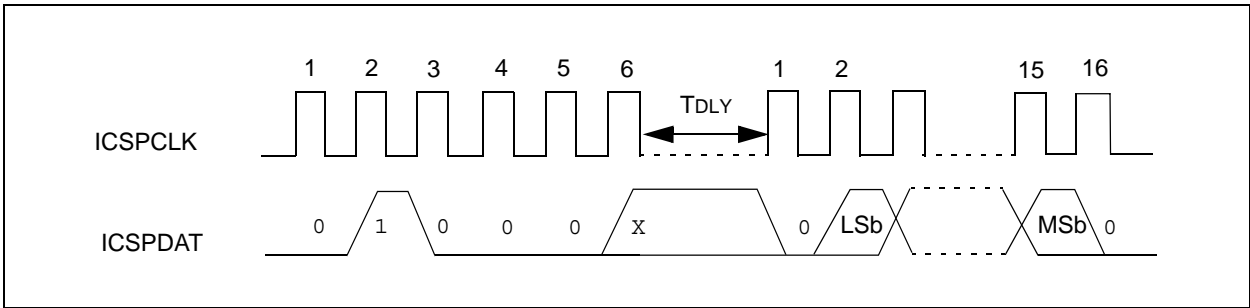 1 2 3 4 5 6 1 2 15 16
TDLY
ICSPCLK
ICSPDAT
0 1 0 0 0 X 0 LSb MSb 0